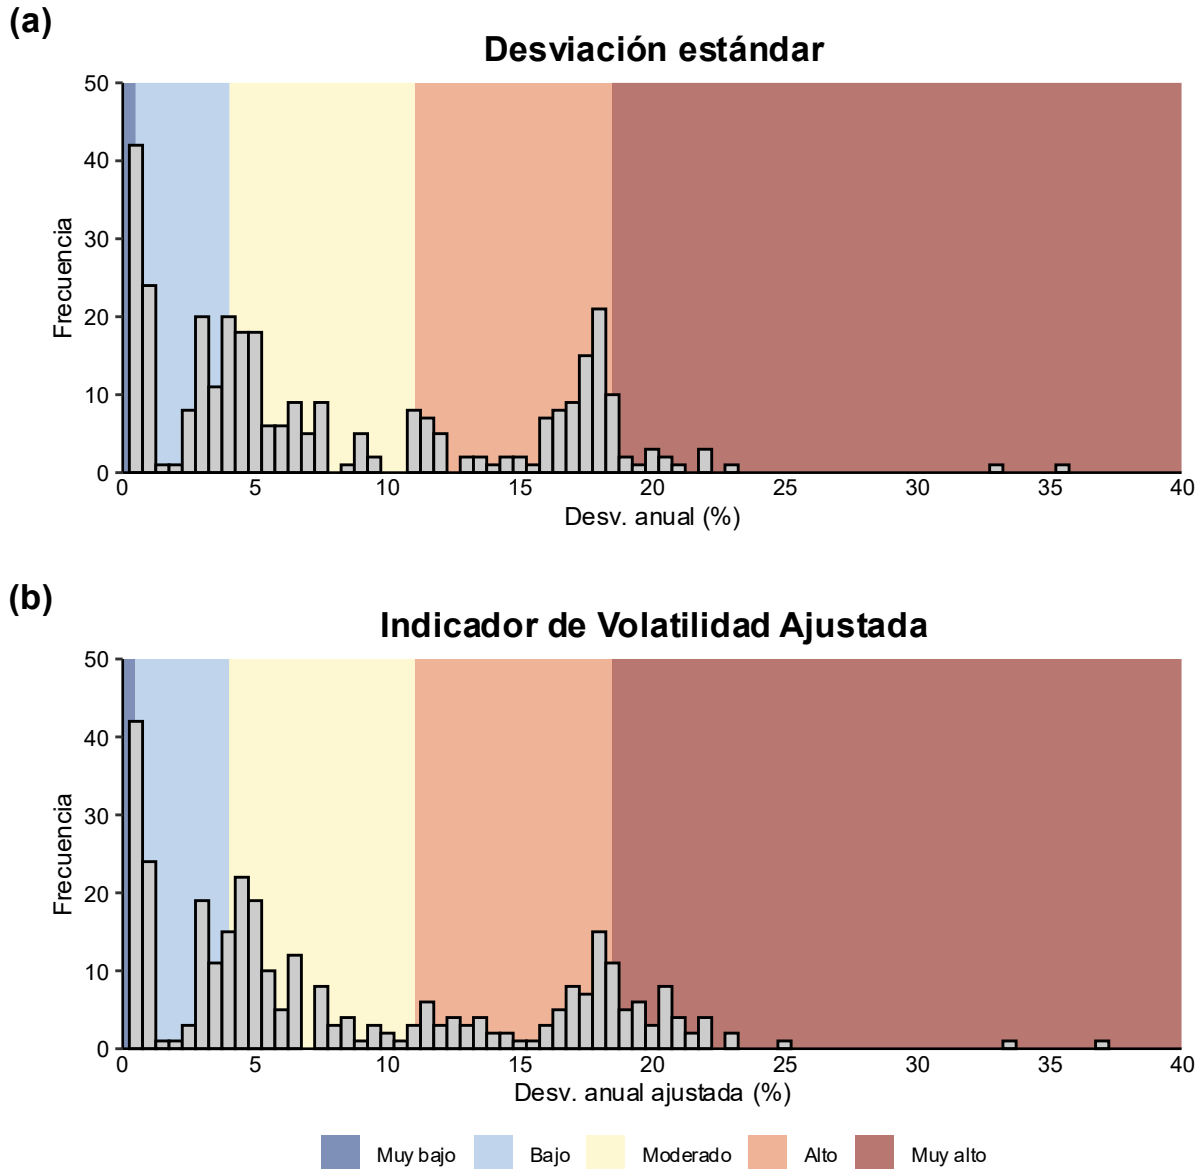 (a)
Desviación estándar
50
40
30
20
10
0
Frecuencia
0 5 10 15 20 25 30 35 40
Desv. anual (%)
(b)
Indicador de Volatilidad Ajustada
50
40
30
20
10
0
Frecuencia
0 5 10 15 20 25 30 35 40
Desv. anual ajustada (%)
Muy bajo Bajo Moderado Alto Muy alto